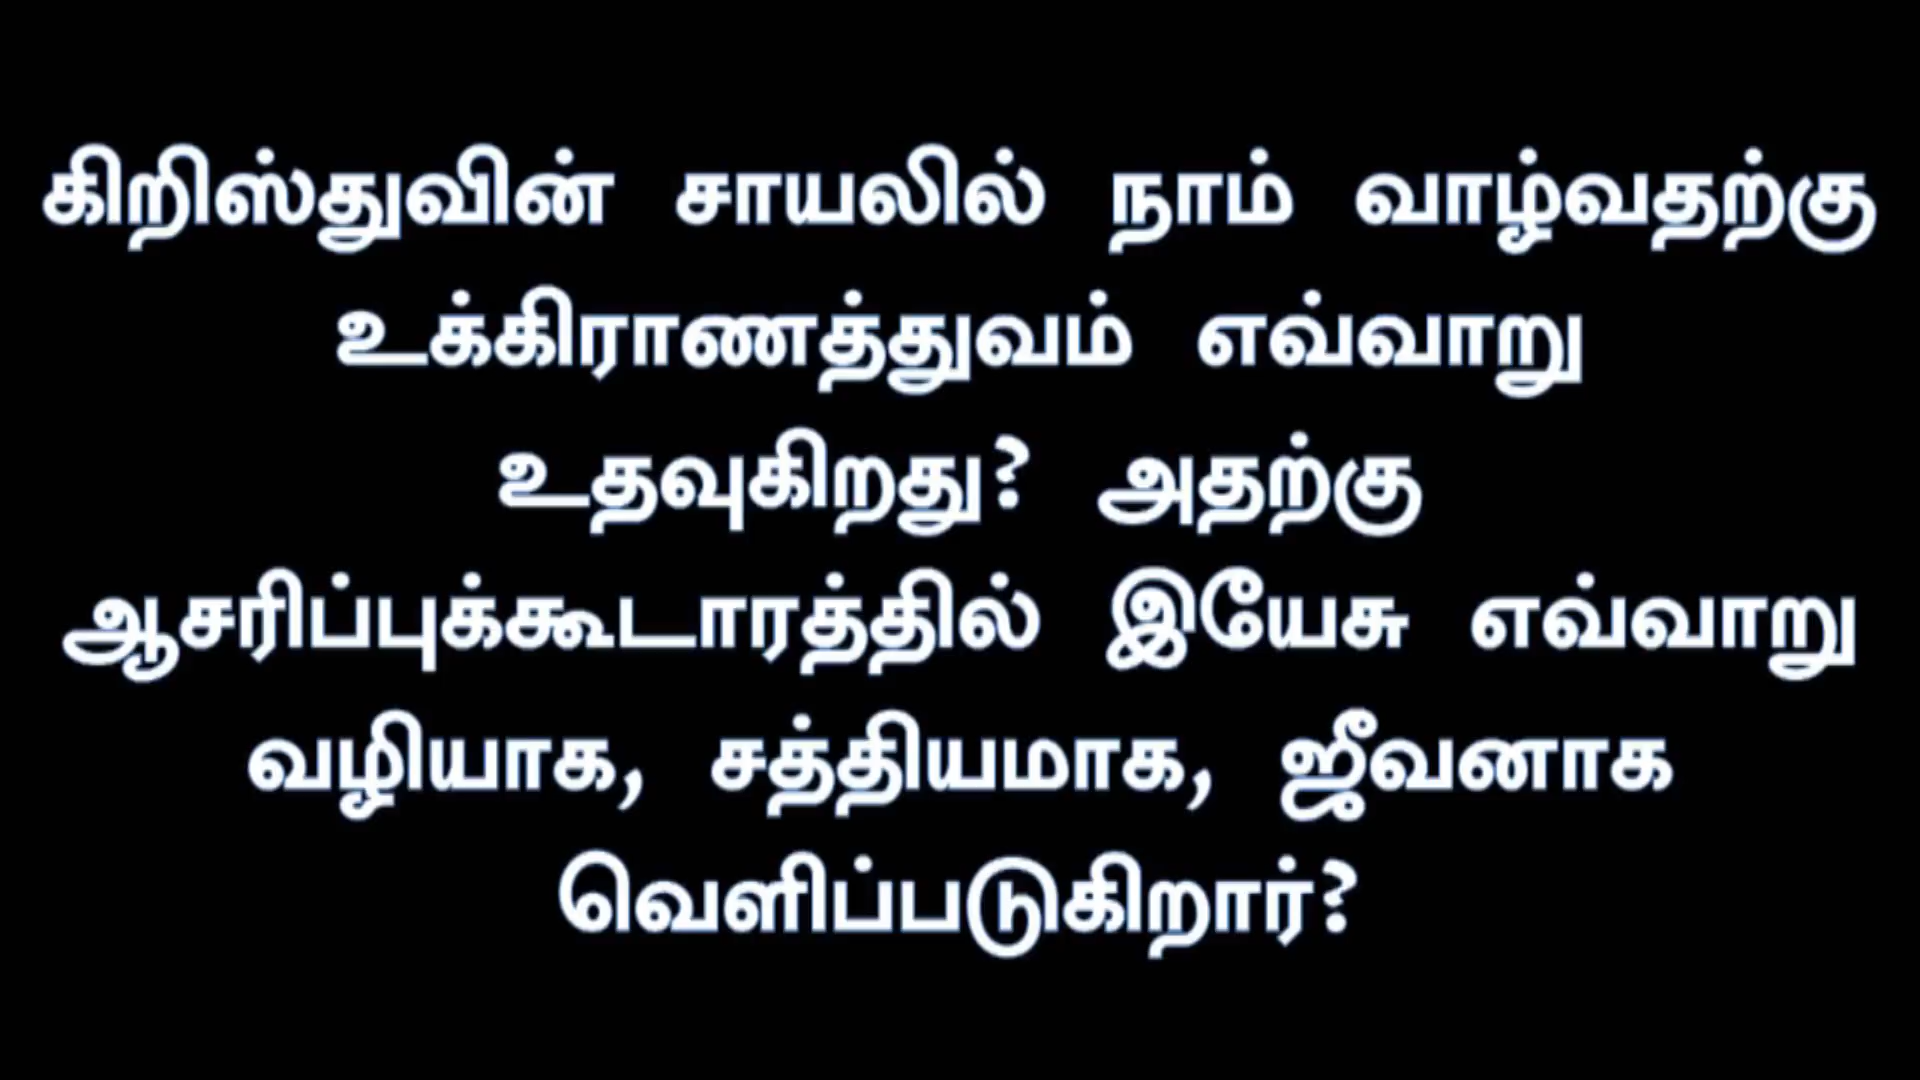 கிறிஸ்துவின் சாயலில் நாம் வாழ்வதற்கு
உக்கிராணத்துவம் எவ்வாறு
உதவுகிறது? அதற்கு
ஆசரிப்புக்கூடாரத்தில் இயேசு எவ்வாறு
வழியாக, சத்தியமாக, ஜீவனாக
வெளிப்படுகிறார்?